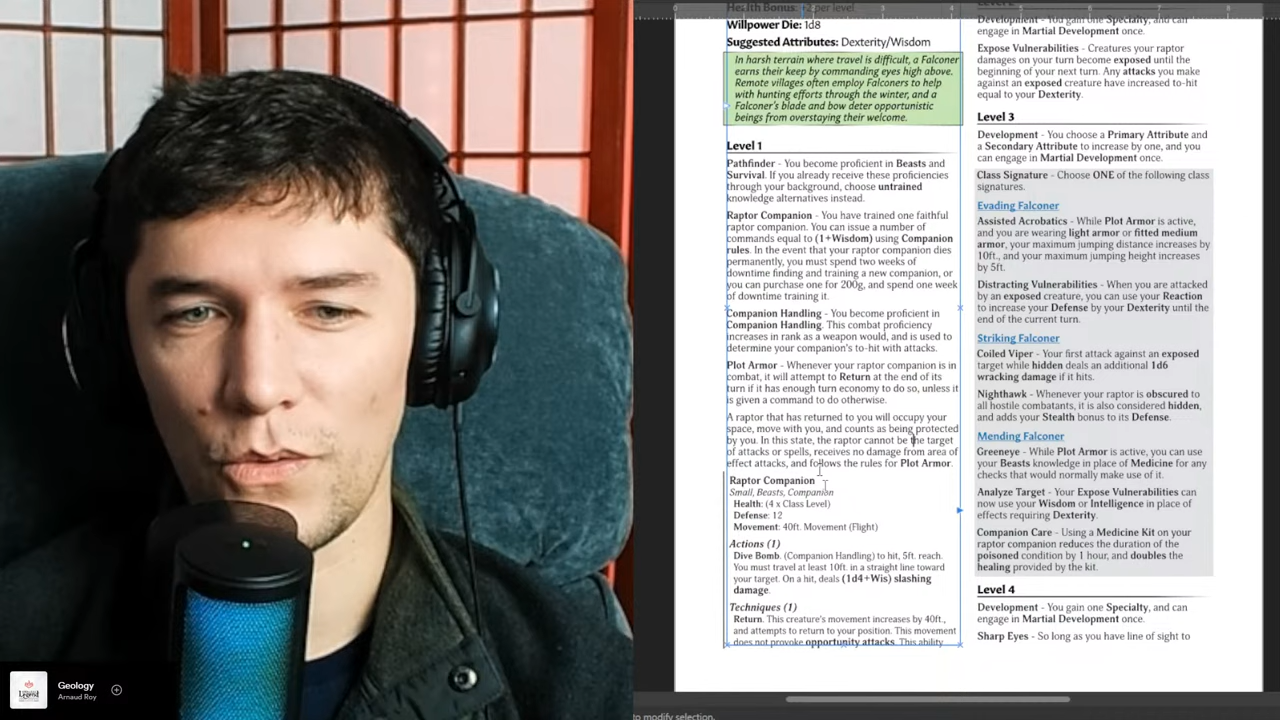 0
3
4
5
6
7
8
Health Bonus: +2 per level
Willpower Die: 1d8
Suggested Attributes: Dexterity/Wisdom
In harsh terrain where travel is difficult, a Falconer
earns their keep by commanding eyes high above.
Remote villages often employ Falconers to help
with hunting efforts through the winter, and a
Falconer's blade and bow deter opportunistic
beings from overstaying their welcome.
Level 1
Pathfinder - You become proficient in Beasts and
Survival. If you already receive these proficiencies
through your background, choose untrained
knowledge alternatives instead.
Raptor Companion - You have trained one faithful
raptor companion. You can issue a number of
commands equal to (1+Wisdom) using Companion
rules. In the event that your raptor companion dies
permanently, you must spend two weeks of
downtime finding and training a new companion, or
you can purchase one for 200g, and spend one week
of downtime training it.
Companion Handling - You become proficient in
Companion Handling. This combat proficiency
increases in rank as a weapon would, and is used to
determine your companion's to-hit with attacks.
Plot Armor - Whenever your raptor companion is in
combat, it will attempt to Return at the end of its
turn if it has enough turn economy to do so, unless it
is given a command to do otherwise.
A raptor that has returned to you will occupy your
space, move with you, and counts as being protected
by you. In this state, the raptor cannot be the target
of attacks or spells, receives no damage from area of
effect attacks, and follows the rules for Plot Armor.
Raptor Companion
Small, Beasts, Companion
Health: (4 x Class Level)
Defense: 12
Movement: 40ft. Movement (Flight)
Actions (1)
Dive Bomb. (Companion Handling) to hit, 5ft. reach.
You must travel at least 10ft. in a straight line toward
your target. On a hit, deals (1d4+Wis) slashing
damage.
Techniques (1)
Return. This creature's movement increases by 40ft.,
and attempts to return to your position. This movement
does not provoke opportunity attacks. This ability
Development - You gain one Specialty, and can
engage in Martial Development once.
Expose Vulnerabilities - Creatures your raptor
damages on your turn become exposed until the
beginning of your next turn. Any attacks you make
against an exposed creature have increased to-hit
equal to your Dexterity.
Level 3
Development - You choose a Primary Attribute and
a Secondary Attribute to increase by one, and you
can engage in Martial Development once.
Class Signature - Choose ONE of the following class
signatures.
Evading Falconer
Assisted Acrobatics - While Plot Armor is active,
and you are wearing light armor or fitted medium
armor, your maximum jumping distance increases by
10ft., and your maximum jumping height increases
by 5ft.
Distracting Vulnerabilities - When you are attacked
by an exposed creature, you can use your Reaction
to increase your Defense by your Dexterity until the
end of the current turn.
Striking Falconer
Coiled Viper - Your first attack against an exposed
target while hidden deals an additional 1d6
wracking damage if it hits.
Nighthawk - Whenever your raptor is obscured to
all hostile combatants, it is also considered hidden,
and adds your Stealth bonus to its Defense.
Mending Falconer
Greeneye - While Plot Armor is active, you can use
your Beasts knowledge in place of Medicine for any
checks that would normally make use of it.
Analyze Target - Your Expose Vulnerabilities can
now use your Wisdom or Intelligence in place of
effects requiring Dexterity.
Companion Care - Using a Medicine Kit on your
raptor companion reduces the duration of the
poisoned condition by 1 hour, and doubles the
healing provided by the kit.
Level 4
Development - You gain one Specialty, and can
engage in Martial Development once.
Sharp Eyes - So long as you have line of sight to
to modify selection.
Legend
Geology
Arnaud Roy